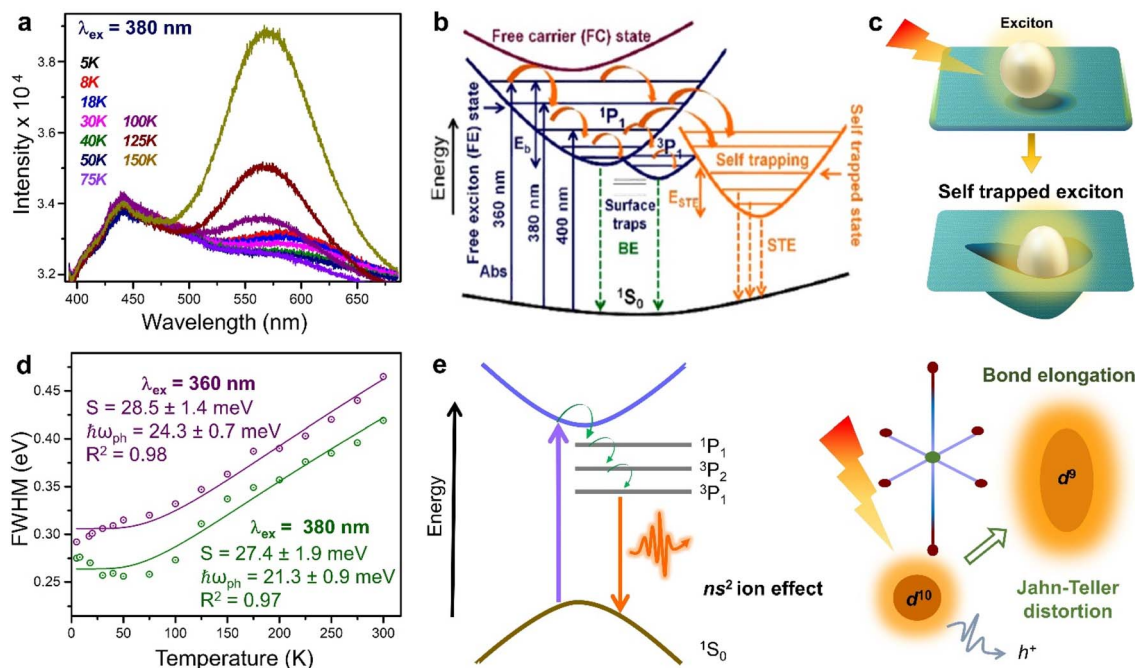 a
λex = 380 nm
5K
8K
18K
30K 100K
40K 125K
50K 150K
75K
Intensity x 10⁴
3.8
3.6
3.4
3.2
400 450 500 550 600 650
Wavelength (nm)
b
Free carrier (FC) state
Energy
Free exciton (FE) state
¹P₁
Eb
³P₁
360 nm
380 nm
400 nm
Abs
Surface
traps
BE
Self trapping
ESTE
STE
Self trapped state
¹S₀
c
Exciton
Self trapped exciton
d
λex = 360 nm
S = 28.5 ± 1.4 meV
ℏωph = 24.3 ± 0.7 meV
R² = 0.98
λex = 380 nm
S = 27.4 ± 1.9 meV
ℏωph = 21.3 ± 0.9 meV
R² = 0.97
FWHM (eV)
0.45
0.40
0.35
0.30
0.25
0 50 100 150 200 250 300
Temperature (K)
e
Energy
¹P₁
³P₂
³P₁
ns² ion effect
¹S₀
Bond elongation
d⁹
d¹⁰
Jahn-Teller
distortion
h⁺